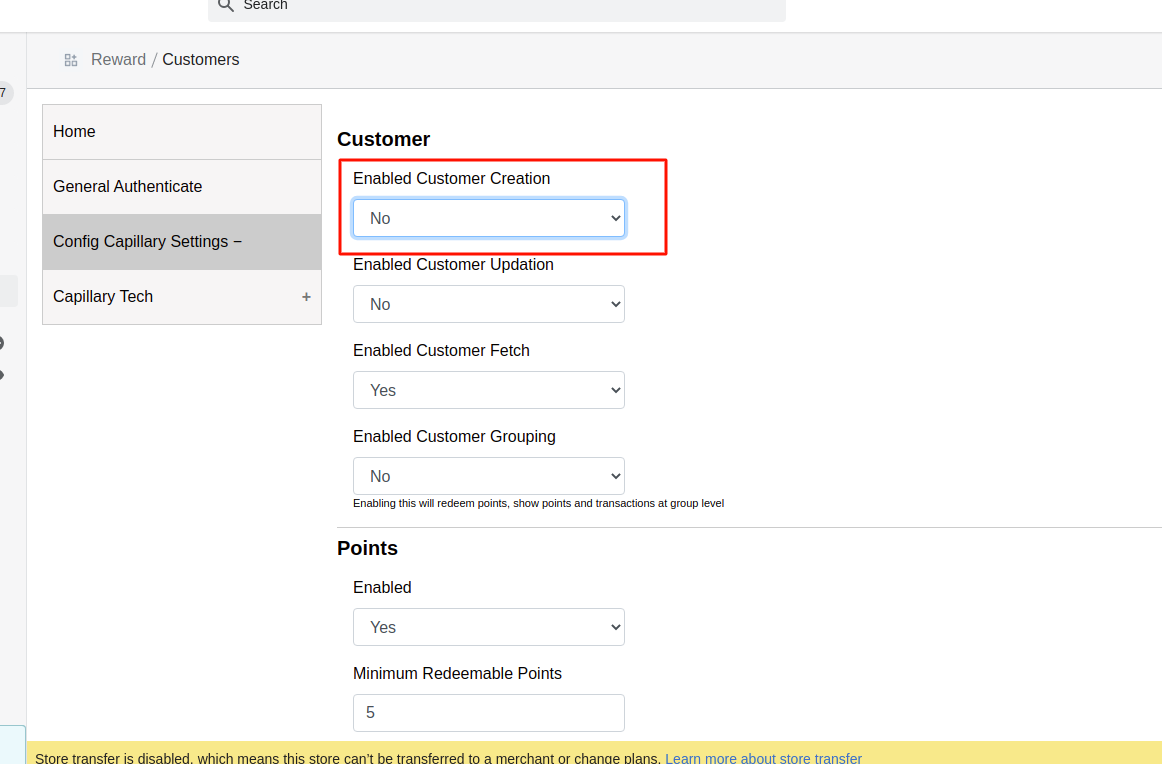 Search
Reward / Customers
7
Home
General Authenticate
Config Capillary Settings −
Capillary Tech +
Customer
Enabled Customer Creation
No
Enabled Customer Updation
No
Enabled Customer Fetch
Yes
Enabled Customer Grouping
No
Enabling this will redeem points, show points and transactions at group level
Points
Enabled
Yes
Minimum Redeemable Points
5
Store transfer is disabled, which means this store can’t be transferred to a merchant or change plans. Learn more about store transfer